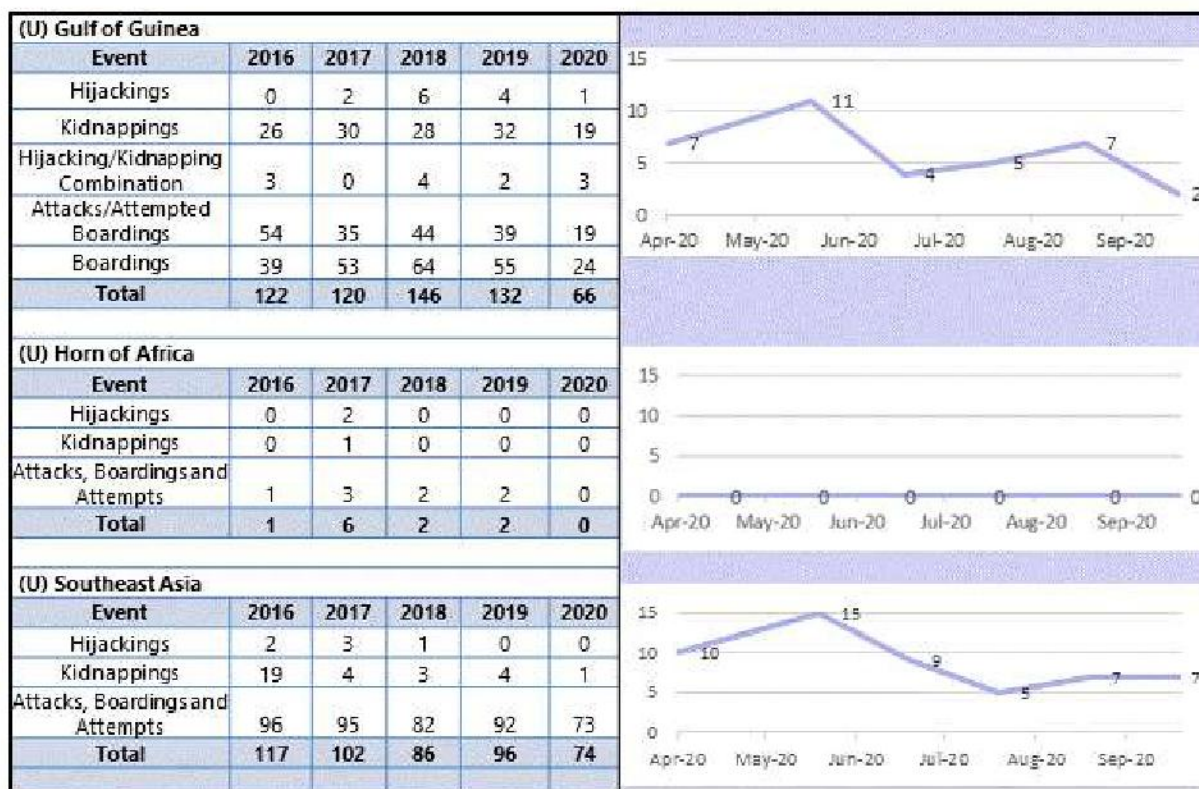 (U) Gulf of Guinea
Event 2016 2017 2018 2019 2020
Hijackings 0 2 6 4 1
Kidnappings 26 30 28 32 19
Hijacking/Kidnapping
Combination 3 0 4 2 3
Attacks/Attempted
Boardings 54 35 44 39 19
Boardings 39 53 64 55 24
Total 122 120 146 132 66
15
10
5
0
7 11 4 5 7 2
Apr-20 May-20 Jun-20 Jul-20 Aug-20 Sep-20
(U) Horn of Africa
Event 2016 2017 2018 2019 2020
Hijackings 0 2 0 0 0
Kidnappings 0 1 0 0 0
Attacks, Boardings and
Attempts 1 3 2 2 0
Total 1 6 2 2 0
15
10
5
0
0 0 0 0 0 0
Apr-20 May-20 Jun-20 Jul-20 Aug-20 Sep-20
(U) Southeast Asia
Event 2016 2017 2018 2019 2020
Hijackings 2 3 1 0 0
Kidnappings 19 4 3 4 1
Attacks, Boardings and
Attempts 96 95 82 92 73
Total 117 102 86 96 74
15
10
5
0
10 15 9 5 7 7
Apr-20 May-20 Jun-20 Jul-20 Aug-20 Sep-20